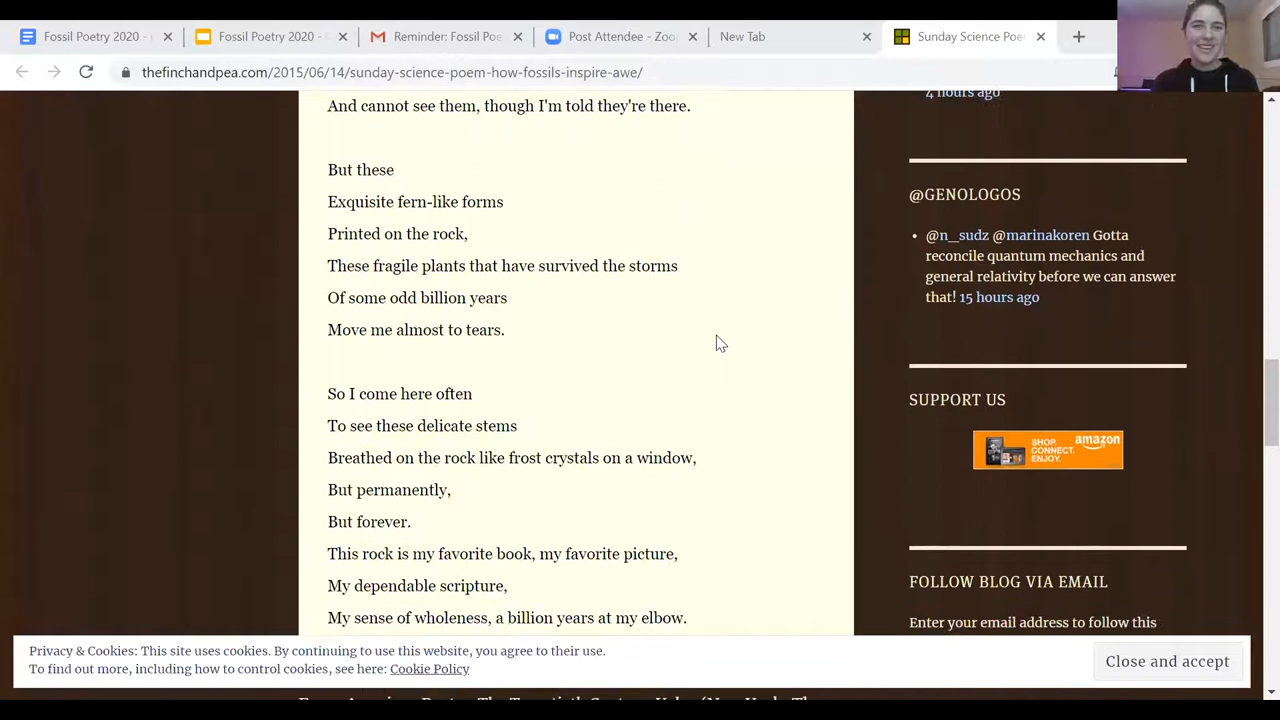 Fossil Poetry 2020 -
Fossil Poetry 2020 -
Reminder: Fossil Po
Post Attendee - Zoo
New Tab
Sunday Science Poe
thefinchandpea.com/2015/06/14/sunday-science-poem-how-fossils-inspire-awe/
And cannot see them, though I'm told they're there.
But these
Exquisite fern-like forms
Printed on the rock,
These fragile plants that have survived the storms
Of some odd billion years
Move me almost to tears.
So I come here often
To see these delicate stems
Breathed on the rock like frost crystals on a window,
But permanently,
But forever.
This rock is my favorite book, my favorite picture,
My dependable scripture,
My sense of wholeness, a billion years at my elbow.
4 hours ago
@GENOLOGOS
@n_sudz @marinakoren Gotta
reconcile quantum mechanics and
general relativity before we can answer
that! 15 hours ago
SUPPORT US
SHOP.
CONNECT.
ENJOY.
amazon
FOLLOW BLOG VIA EMAIL
Enter your email address to follow this
Privacy & Cookies: This site uses cookies. By continuing to use this website, you agree to their use.
To find out more, including how to control cookies, see here: Cookie Policy
Close and accept